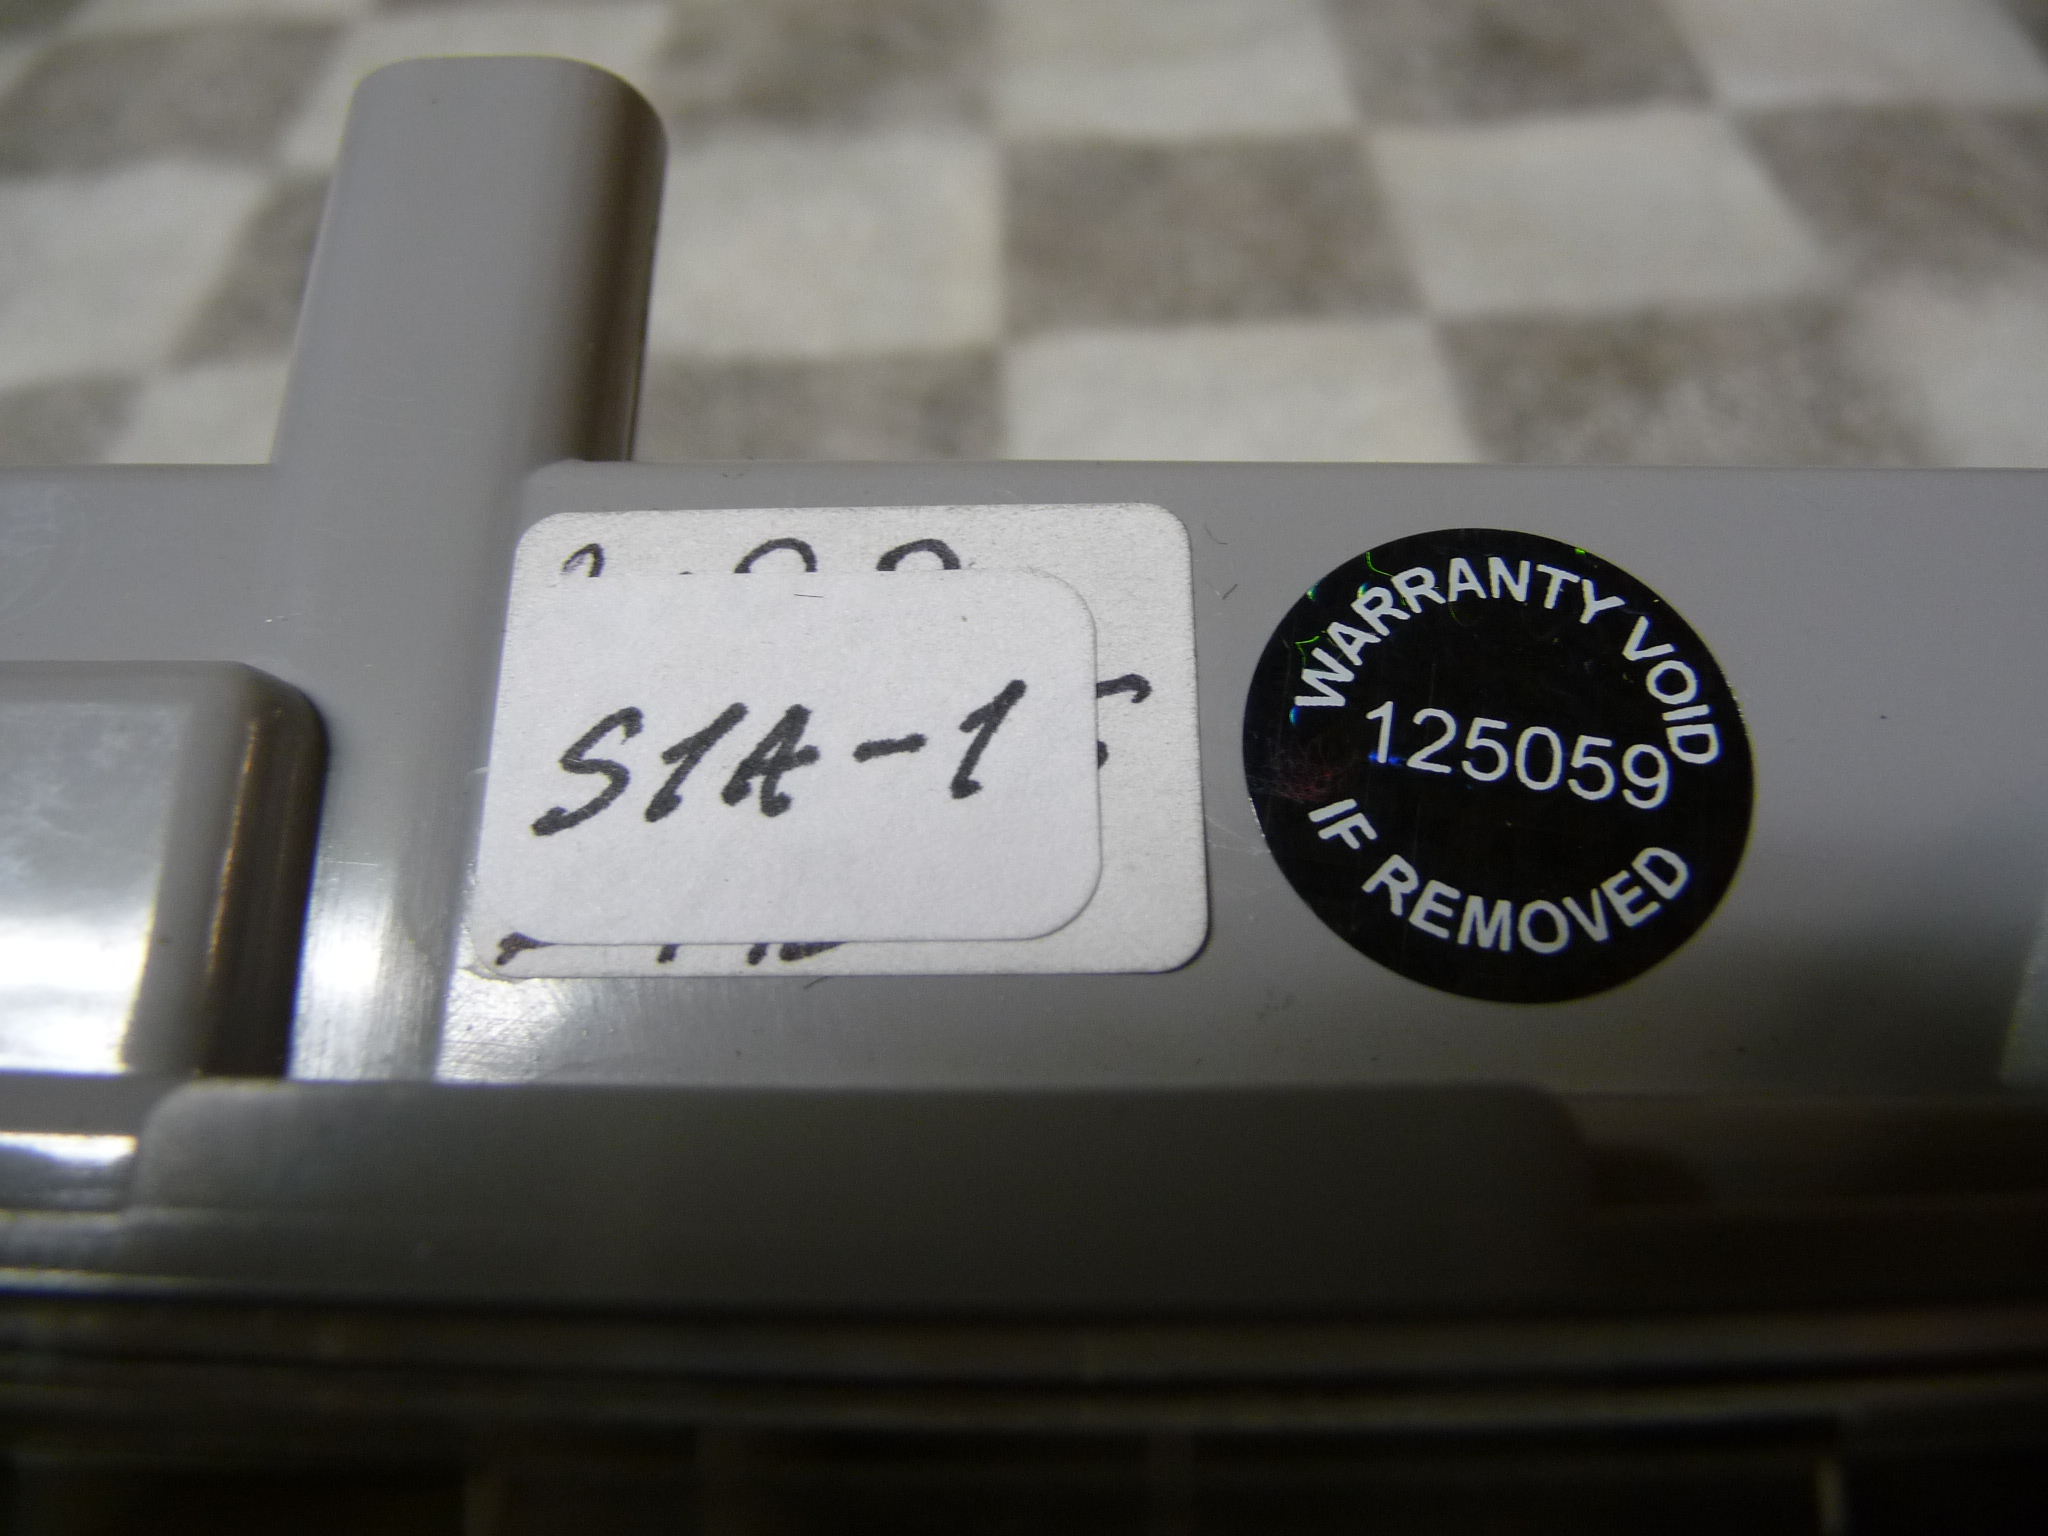 S1A-1
WARRANTY VOID
125059
IF REMOVED